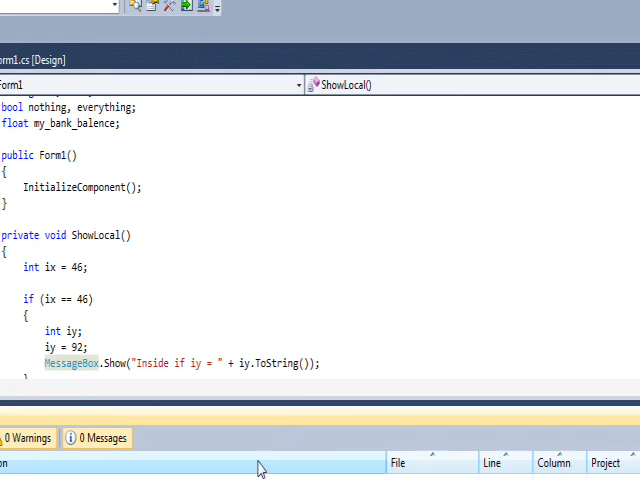 orm1.cs [Design]
Form1 ShowLocal()
bool nothing, everything;
float my_bank_balence;
public Form1()
{
InitializeComponent();
}
private void ShowLocal()
{
int ix = 46;
if (ix == 46)
{
int iy;
iy = 92;
MessageBox.Show("Inside if iy = " + iy.ToString());
0 Warnings 0 Messages
on File Line Column Project